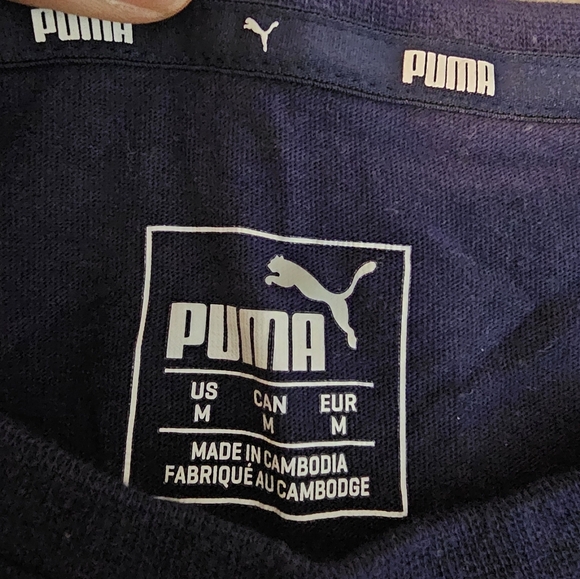 PUMA PUMA
PUMA
US CAN EUR
M M M
MADE IN CAMBODIA
FABRIQUÉ AU CAMBODGE